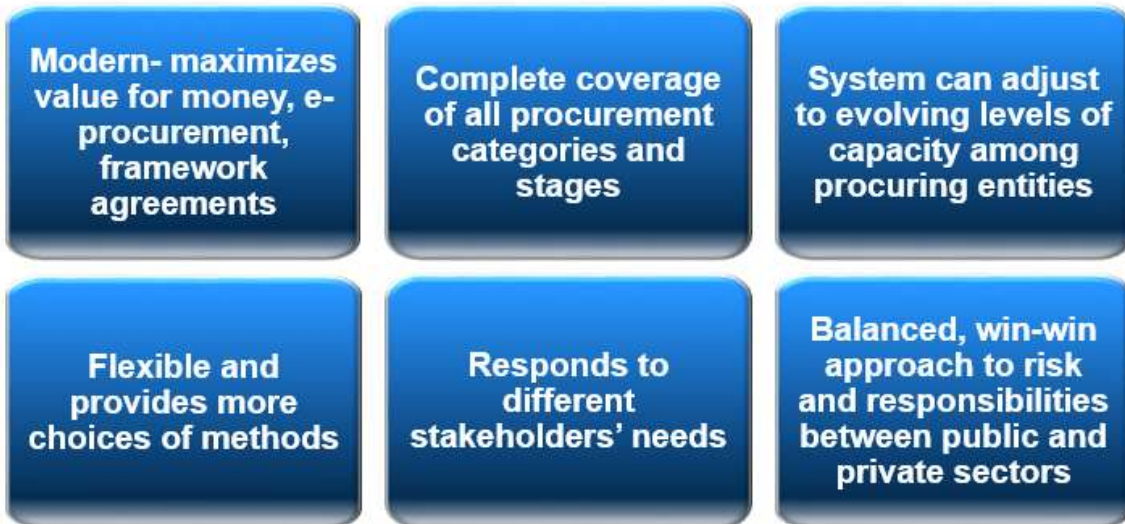 Modern- maximizes
value for money, e-
procurement,
framework
agreements
Complete coverage
of all procurement
categories and
stages
System can adjust
to evolving levels of
capacity among
procuring entities
Flexible and
provides more
choices of methods
Responds to
different
stakeholders’ needs
Balanced, win-win
approach to risk
and responsibilities
between public and
private sectors